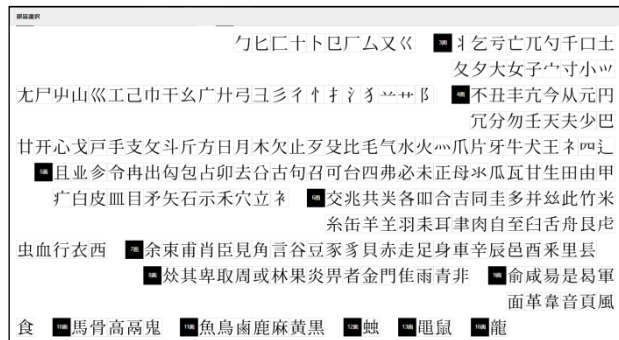 部品選択
勹匕匚十卜㔾厂厶又巜 3画 丬乞亏亡兀勺千口土
夂夕大女子宀寸小⺌
尢尸屮山巛工己巾干幺广廾弓彐彡彳忄扌氵犭䒑艹阝 4画 不丑丰亢今从元円
冗分勿壬天夫少巴
廿开心戈戸手支攵斗斤方日月木欠止歹殳比毛气水火灬爪片牙牛犬王礻罒辶
5画 且业参令冉出匃包占卯去㕣古句召可台四弗必未正母氺瓜瓦甘生田由甲
疒白皮皿目矛矢石示禾穴立衤 6画 交兆共关各吅合吉同圭多并丝此竹米
糸缶羊𦍌羽耒耳聿肉自至臼舌舟艮虍
虫血行衣西 7画 余束甫肖臣見角言谷豆豕豸貝赤走足身車辛辰邑酉釆里長
8画 炏其卑取周或林果炎畀者金門隹雨青非 9画 俞咸易是曷軍
面革韋音頁風
食 10画 馬骨高鬲鬼 11画 魚鳥鹵鹿麻黄黒 12画 䖵 13画 黽鼠 16画 龍